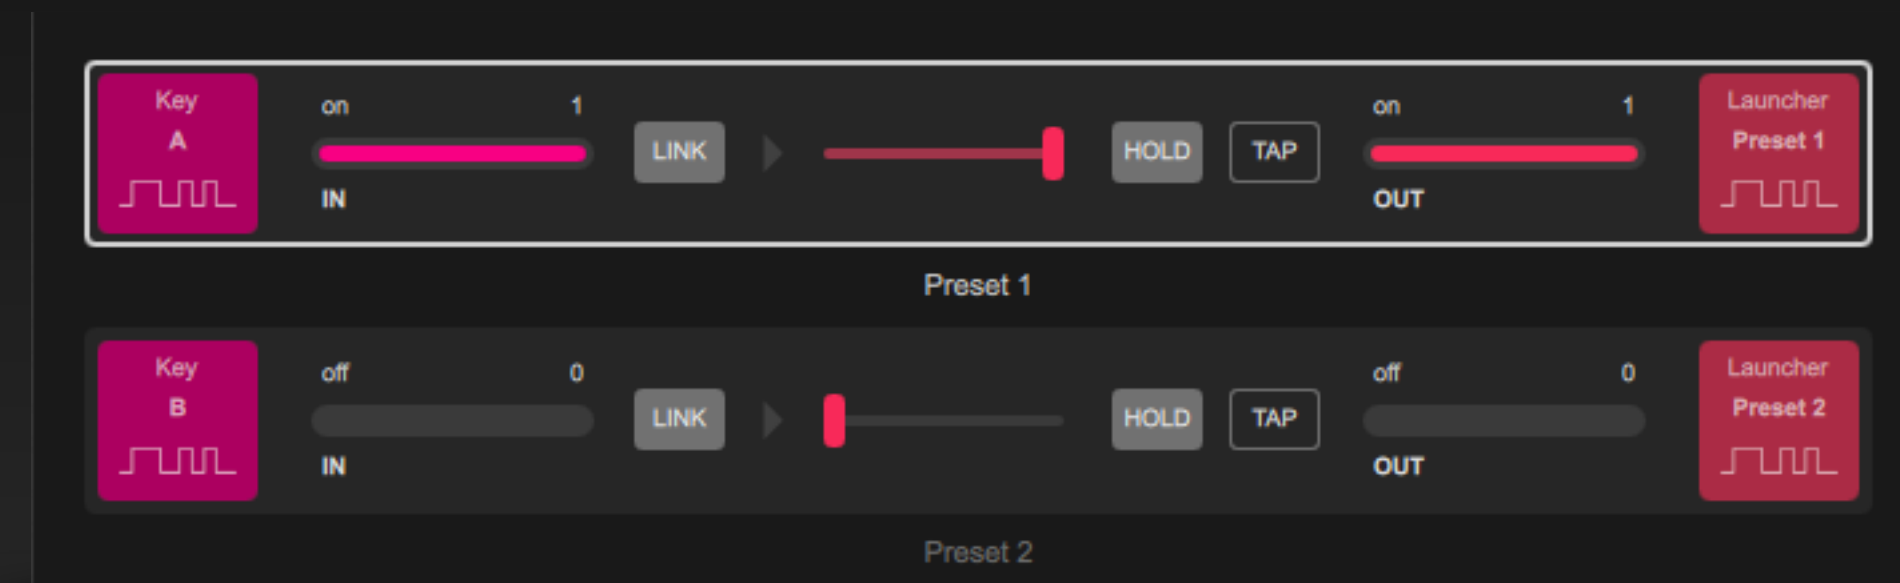 Key
A
on 1
IN
LINK
HOLD
TAP
on 1
OUT
Launcher
Preset 1
Preset 1
Key
B
off 0
IN
LINK
HOLD
TAP
off 0
OUT
Launcher
Preset 2
Preset 2